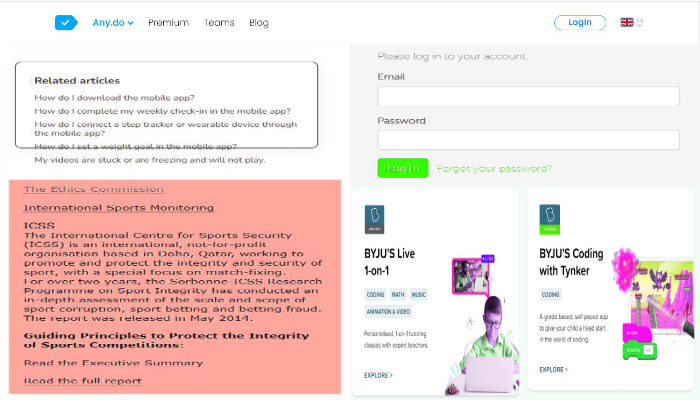 Any.do
Premium
Teams
Blog
Login
EN
Related articles
How do I download the mobile app?
How do I complete my weekly check-in in the mobile app?
How do I connect a step tracker or wearable device through
the mobile app?
How do I set a weight goal in the mobile app?
My videos are stuck or are freezing and will not play.
Please log in to your account.
Email
Password
Log In
Forgot your password?
The Ethics Commission
International Sports Monitoring
ICSS
The International Centre for Sports Security
(ICSS) is an international, not-for-profit
organisation based in Doha, Qatar, working to
promote and protect the integrity and security of
sport, with a special focus on match-fixing.
For over two years, the Sorbonne-ICSS Research
Programme on Sport Integrity has conducted an
in-depth assessment of the scale and scope of
sport corruption, sport betting and betting fraud.
The report was released in May 2014.
Guiding Principles to Protect the Integrity
of Sports Competitions:
Read the Executive Summary
Read the full report
BYJU'S Live
1-on-1
CODING
MATH
MUSIC
ANIMATION & VIDEO
Personalised, 1-on-1 tutoring
classes with expert teachers.
EXPLORE >
LIVE
BYJU'S Coding
with Tynker
CODING
A grade based, self-paced app
to give your child a head start
in the world of coding.
EXPLORE >